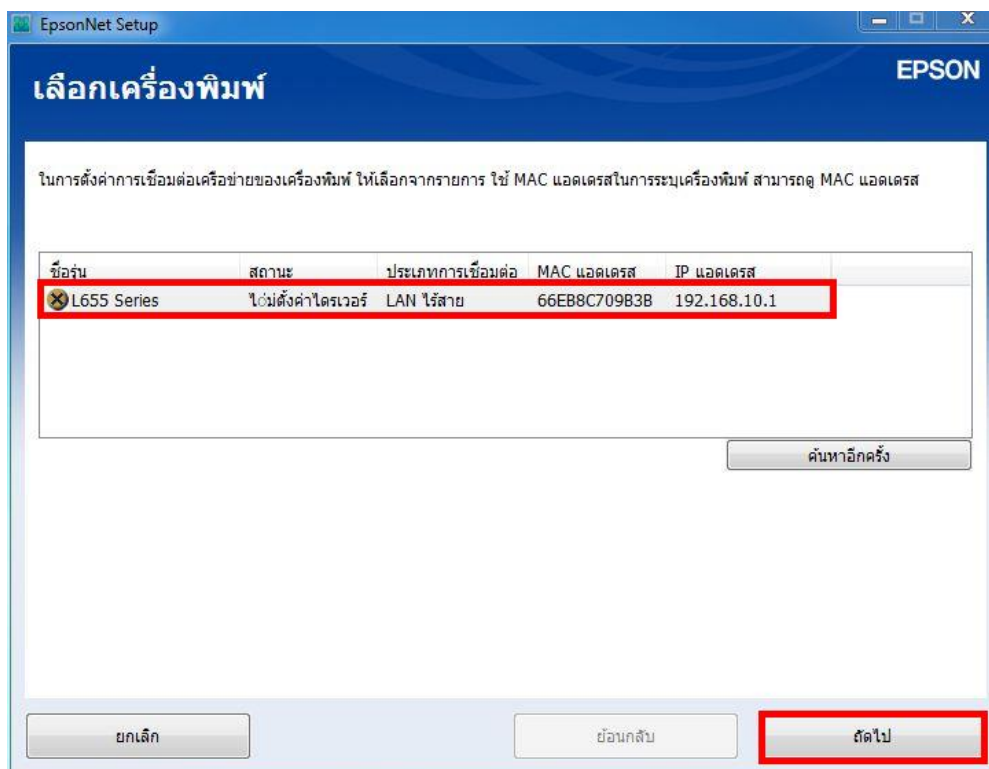 EpsonNet Setup
EPSON
เลือกเครื่องพิมพ์
ในการตั้งค่าการเชื่อมต่อเครือข่ายของเครื่องพิมพ์ ให้เลือกจากรายการ ใช้ MAC แอดเดรสในการระบุเครื่องพิมพ์ สามารถดู MAC แอดเดรส
ชื่อรุ่น สถานะ ประเภทการเชื่อมต่อ MAC แอดเดรส IP แอดเดรส
L655 Series ไ่ม่ตั้งค่าไดรเวอร์ LAN ไร้สาย 66EB8C709B3B 192.168.10.1
ค้นหาอีกครั้ง
ยกเลิก ย้อนกลับ ถัดไป